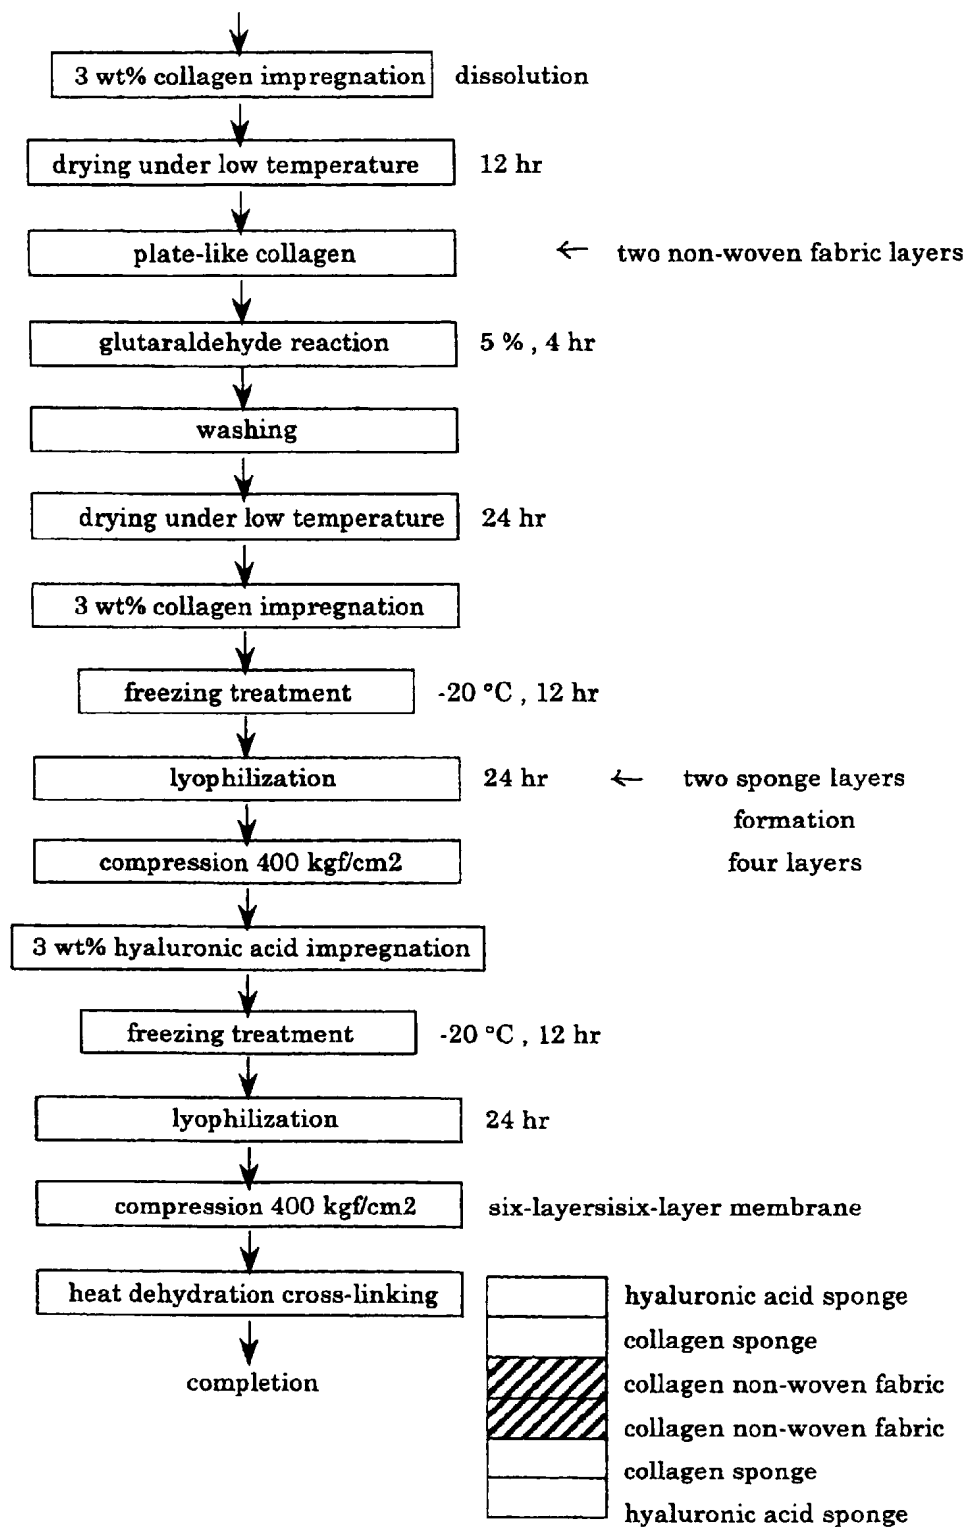 3 wt% collagen impregnation dissolution
drying under low temperature 12 hr
plate-like collagen ← two non-woven fabric layers
glutaraldehyde reaction 5 % , 4 hr
washing
drying under low temperature 24 hr
3 wt% collagen impregnation
freezing treatment -20 °C , 12 hr
lyophilization 24 hr ← two sponge layers
formation
compression 400 kgf/cm2 four layers
3 wt% hyaluronic acid impregnation
freezing treatment -20 °C , 12 hr
lyophilization 24 hr
compression 400 kgf/cm2 six-layersisix-layer membrane
heat dehydration cross-linking
completion
hyaluronic acid sponge
collagen sponge
collagen non-woven fabric
collagen non-woven fabric
collagen sponge
hyaluronic acid sponge